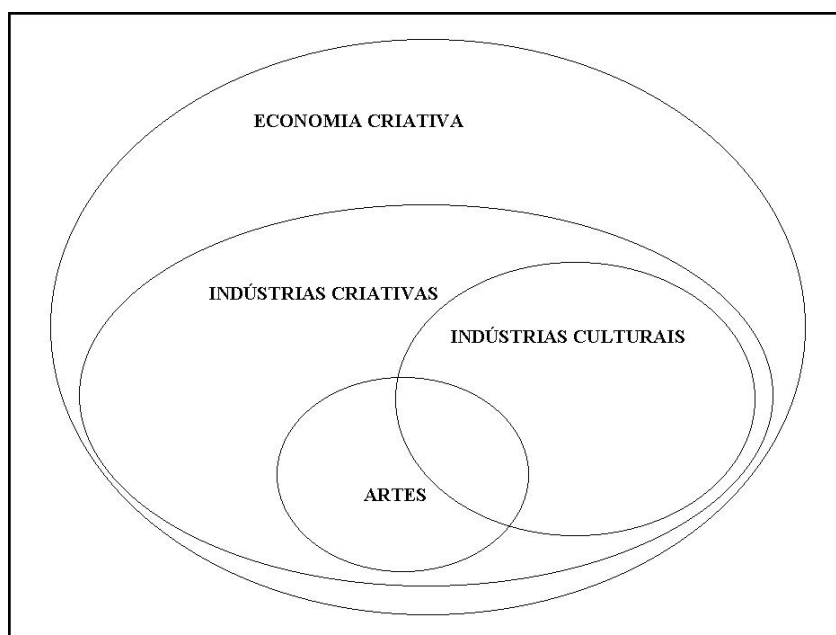 ECONOMIA CRIATIVA
INDÚSTRIAS CRIATIVAS
INDÚSTRIAS CULTURAIS
ARTES